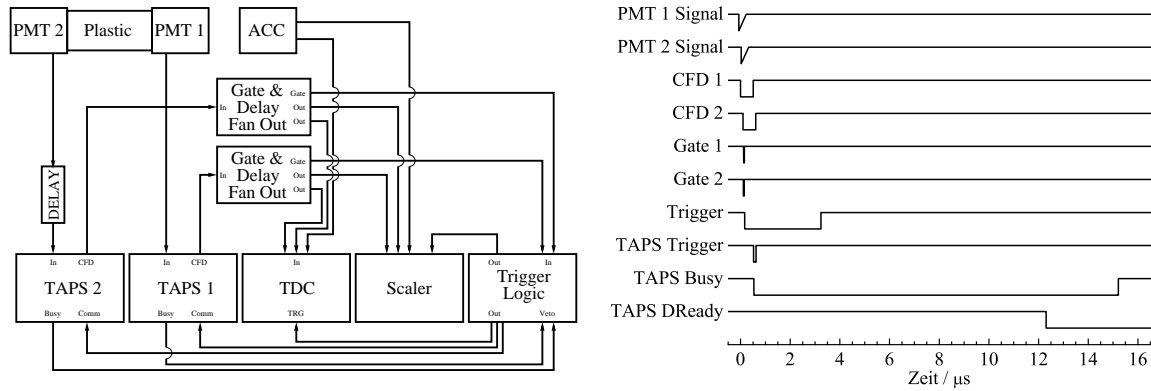 PMT 2 Plastic PMT 1 ACC
Gate &
Delay
Fan Out
In
Gate
Out
Out
Gate &
Delay
Fan Out
In
Gate
Out
Out
DELAY
In CFD
TAPS 2
Busy Comm
In CFD
TAPS 1
Busy Comm
In
TDC
TRG
Scaler
Out In
Trigger
Logic
Out Veto
PMT 1 Signal
PMT 2 Signal
CFD 1
CFD 2
Gate 1
Gate 2
Trigger
TAPS Trigger
TAPS Busy
TAPS DReady
0 2 4 6 8 10 12 14 16
Zeit / μs